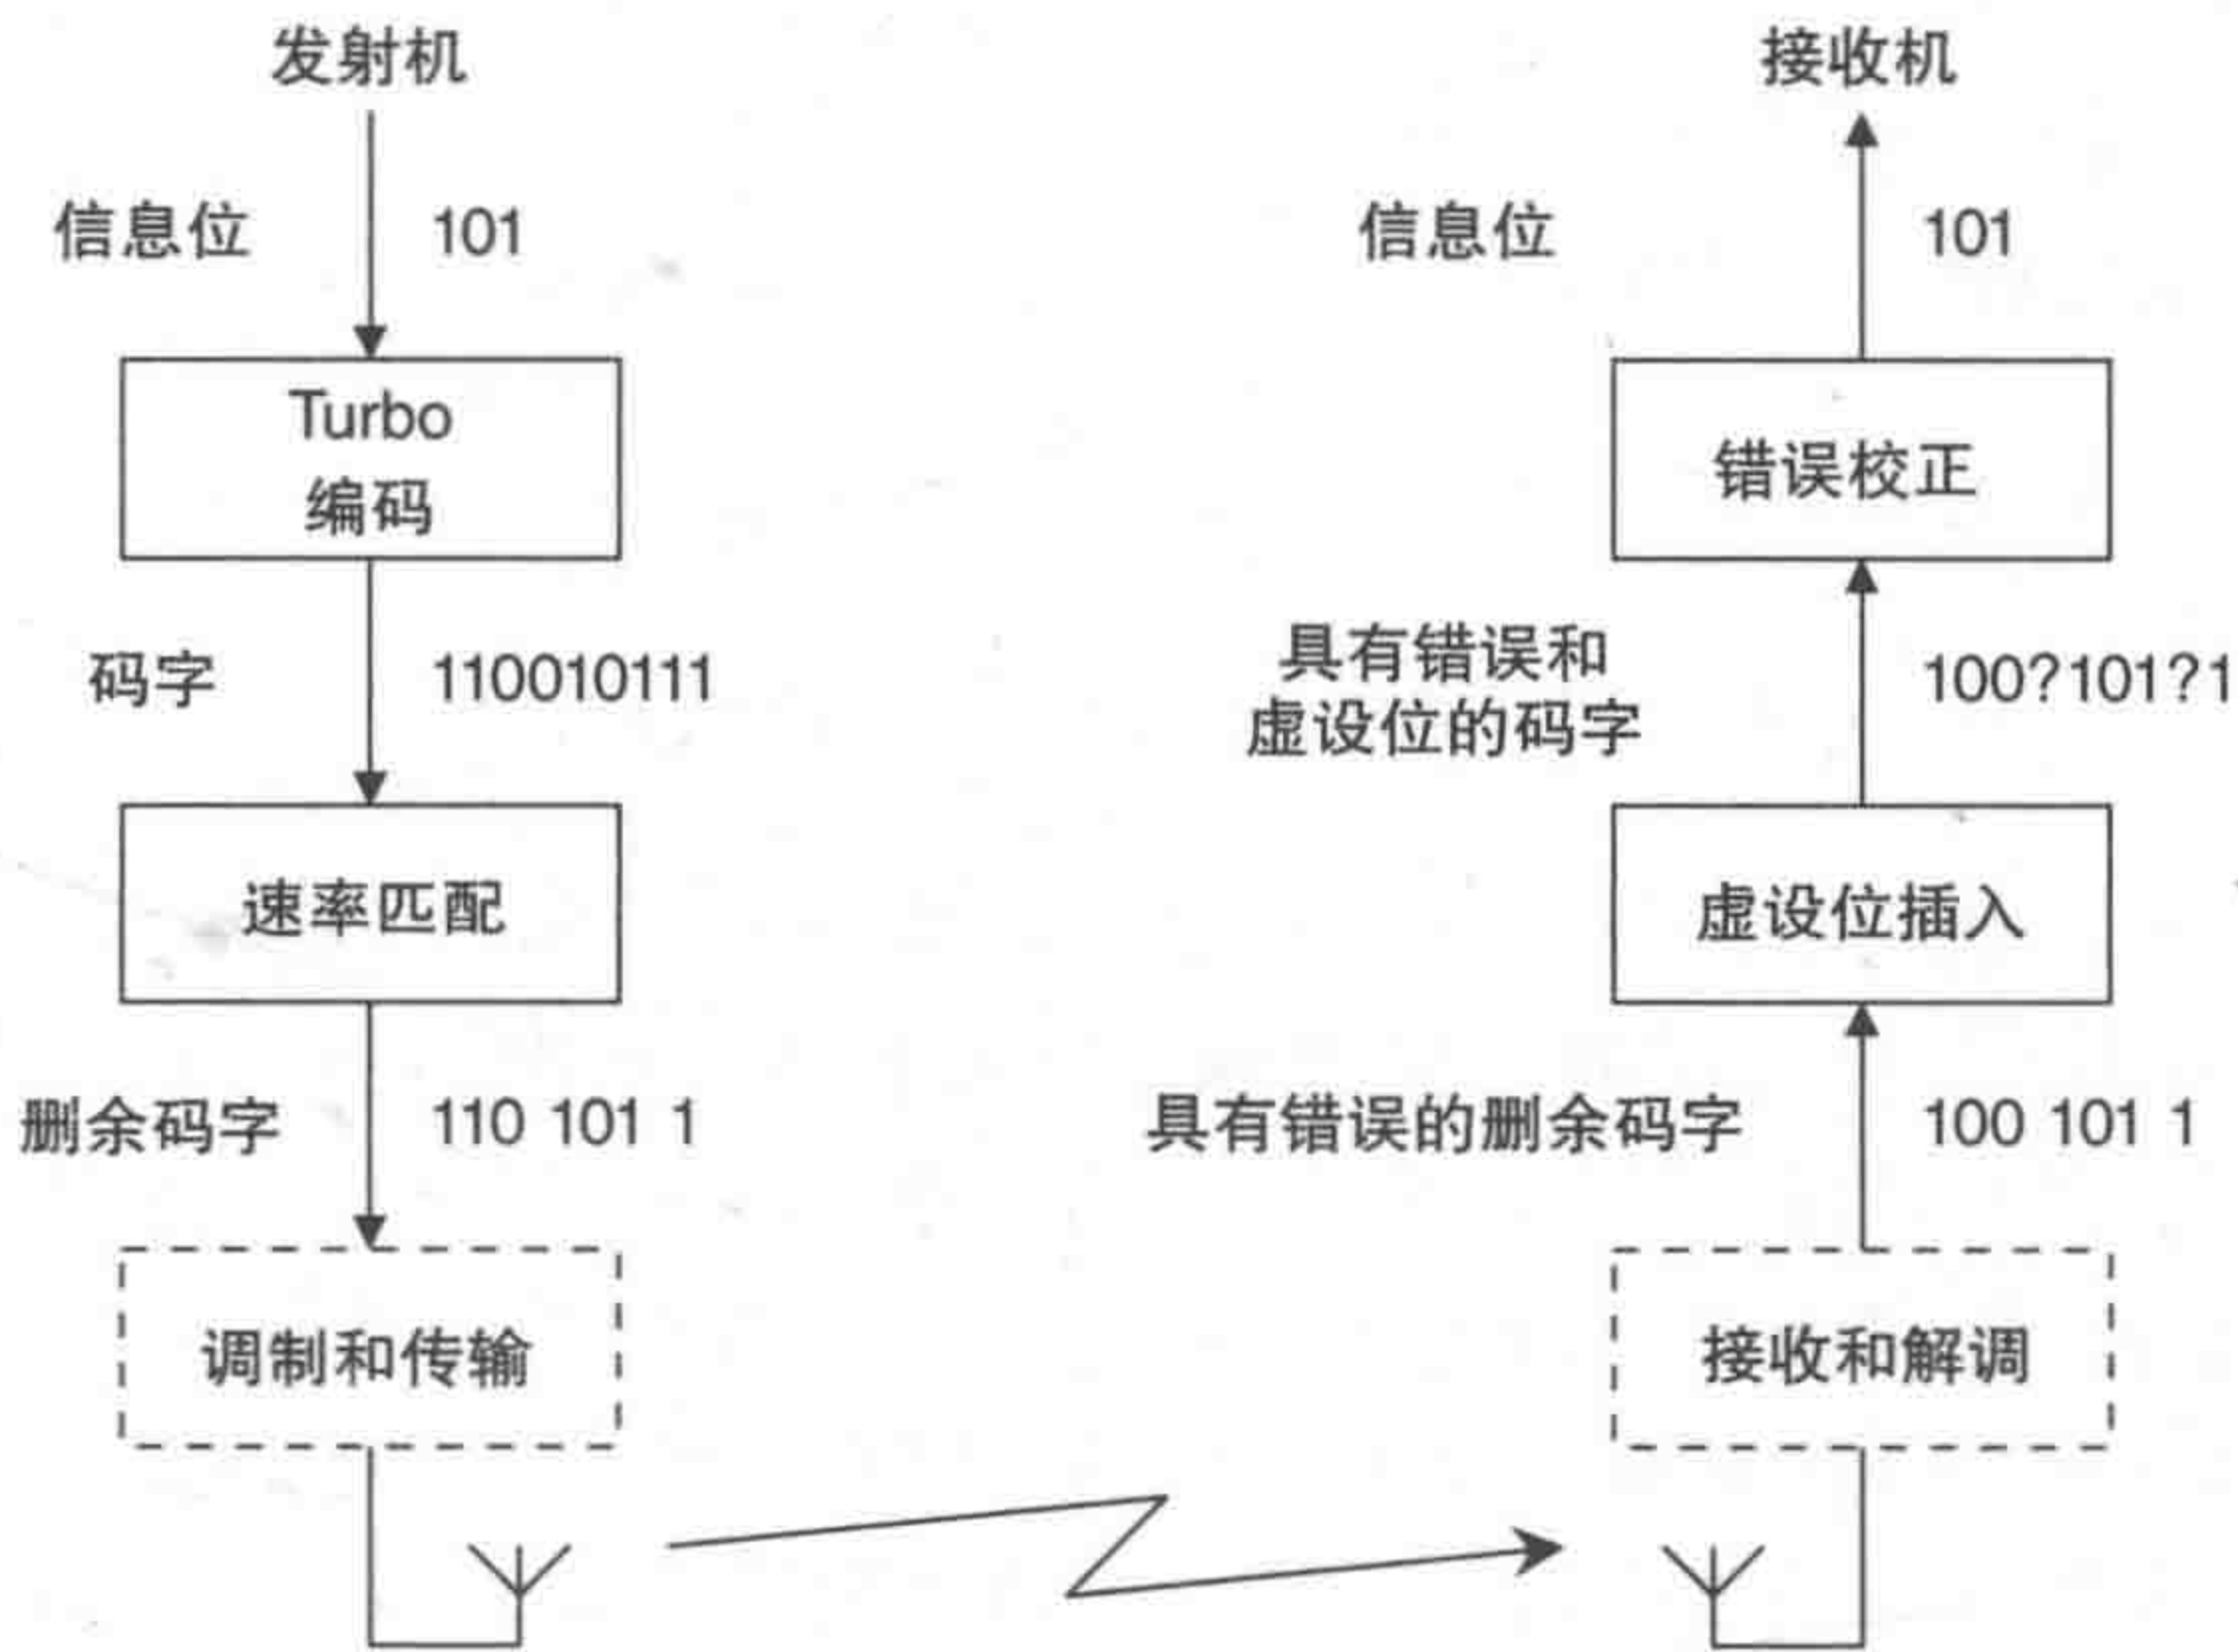 发射机
信息位
101
Turbo
编码
码字
110010111
速率匹配
删余码字
110 101 1
调制和传输
接收机
信息位
101
错误校正
具有错误和
虚设位的码字
100?101?1
虚设位插入
具有错误的删余码字
100 101 1
接收和解调